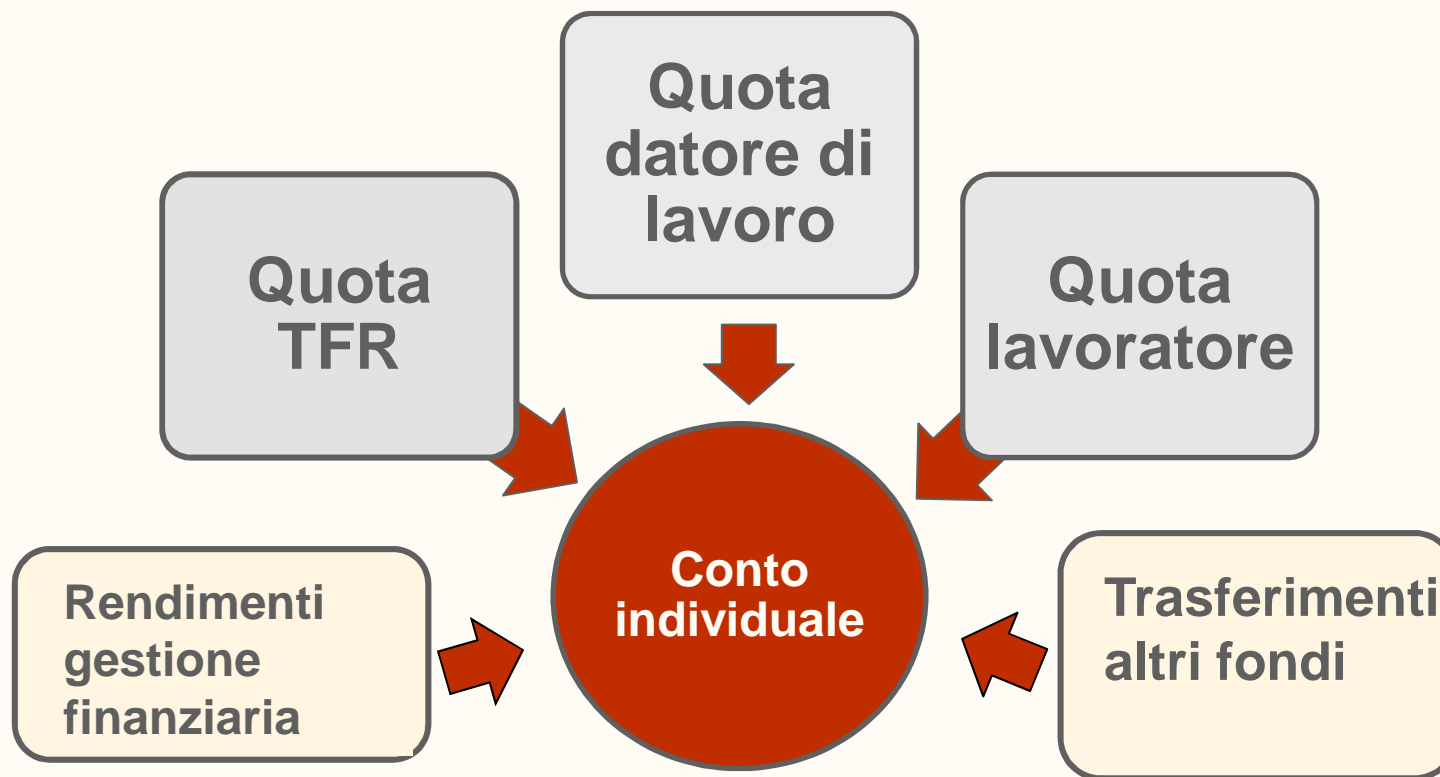 Quota
datore di
lavoro
Quota
TFR
Quota
lavoratore
Conto
individuale
Rendimenti
gestione
finanziaria
Trasferimenti
altri fondi